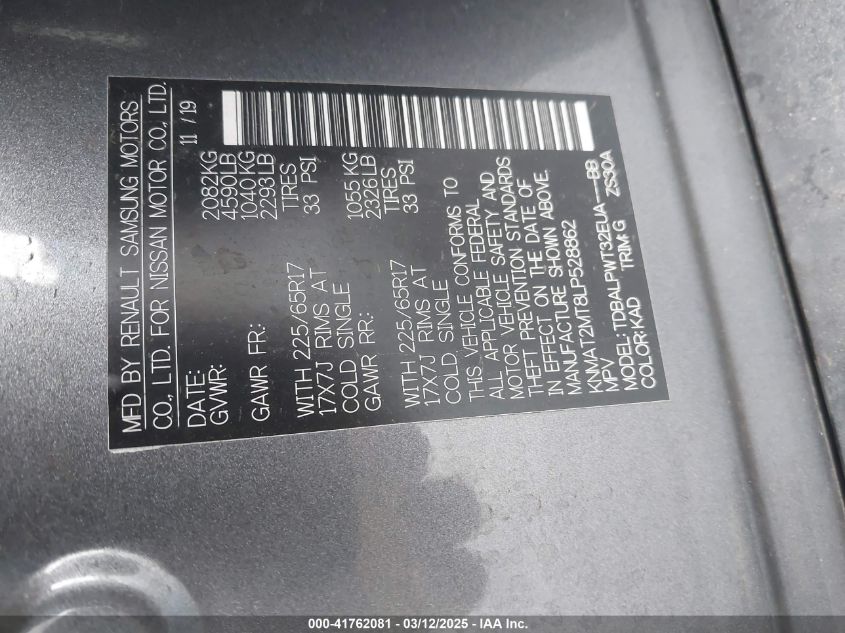 MFD BY RENAULT SAMSUNG MOTORS
CO., LTD. FOR NISSAN MOTOR CO., LTD.
DATE: 11 / 19
GVWR: 2082KG
4590LB
GAWR FR.: 1040KG
2293LB
WITH 225/65R17 TIRES
17X7J RIMS AT 33 PSI
COLD SINGLE
GAWR RR.: 1055KG
2326LB
WITH 225/65R17 TIRES
17X7J RIMS AT 33 PSI
COLD SINGLE
THIS VEHICLE CONFORMS TO
ALL APPLICABLE FEDERAL
MOTOR VEHICLE SAFETY AND
THEFT PREVENTION STANDARDS
IN EFFECT ON THE DATE OF
MANUFACTURE SHOWN ABOVE.
KNMAT2MT8LP528862
MPV
MODEL: TDBALPWT32EUA----BB
COLOR:KAD TRIM:G ZS30A
000-41762081 - 03/12/2025 - IAA Inc.